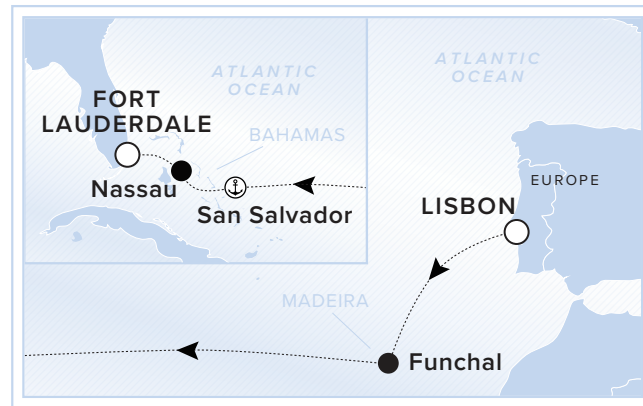 ATLANTIC
OCEAN
FORT
LAUDERDALE
BAHAMAS
Nassau
San Salvador
ATLANTIC
OCEAN
EUROPE
LISBON
MADEIRA
Funchal